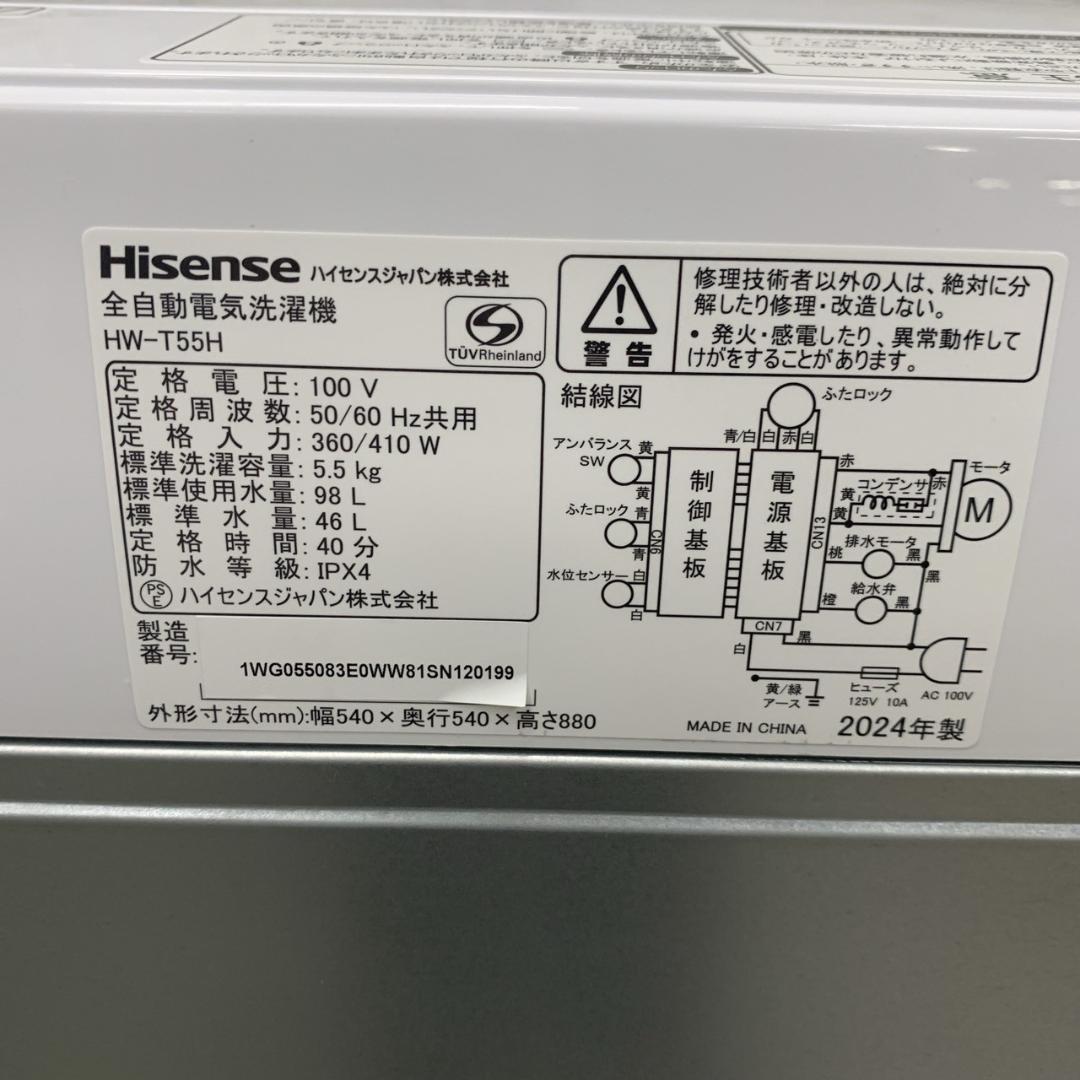 Hisense ハイセンスジャパン株式会社
全自動電気洗濯機
HW-T55H
TÜVRheinland
警告
修理技術者以外の人は、絶対に分
解したり修理・改造しない。
• 発火・感電したり、異常動作して
けがをすることがあります。
定格電圧: 100 V
定格周波数: 50/60 Hz共用
定格入力: 360/410 W
標準洗濯容量: 5.5 kg
標準使用水量: 98 L
標準水量: 46 L
定格時間: 40 分
防水等級: IPX4
PSE ハイセンスジャパン株式会社
製造
番号:
1WG055083E0WW81SN120199
外形寸法(mm):幅540×奥行540×高さ880
結線図
ふたロック
青/白 白 赤 白
アンバランス
SW
黄
黄
ふたロック
青
青
水位センサー
白
白
CN6
制御基板
電源基板
CN13
CN7
赤
コンデンサ
赤
黄
黄
モータ
M
排水モータ
桃
黒
黒
給水弁
橙
黒
黒
白
黄/緑
アース
ヒューズ
125V 10A
AC 100V
MADE IN CHINA
2024年製